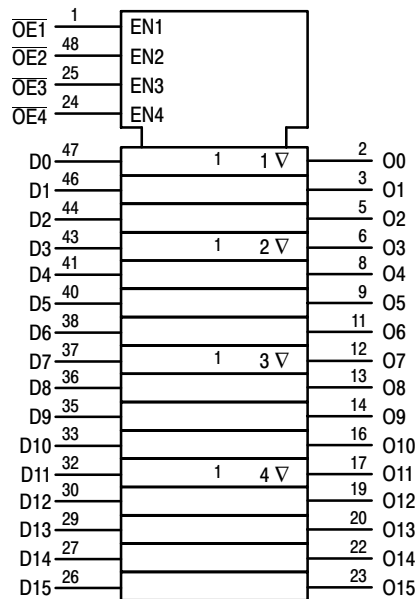 O̅E̅1̅ 1 EN1
O̅E̅2̅ 48 EN2
O̅E̅3̅ 25 EN3
O̅E̅4̅ 24 EN4
D0 47 1 1 ∇ 2 O0
D1 46 3 O1
D2 44 5 O2
D3 43 1 2 ∇ 6 O3
D4 41 8 O4
D5 40 9 O5
D6 38 11 O6
D7 37 1 3 ∇ 12 O7
D8 36 13 O8
D9 35 14 O9
D10 33 16 O10
D11 32 1 4 ∇ 17 O11
D12 30 19 O12
D13 29 20 O13
D14 27 22 O14
D15 26 23 O15